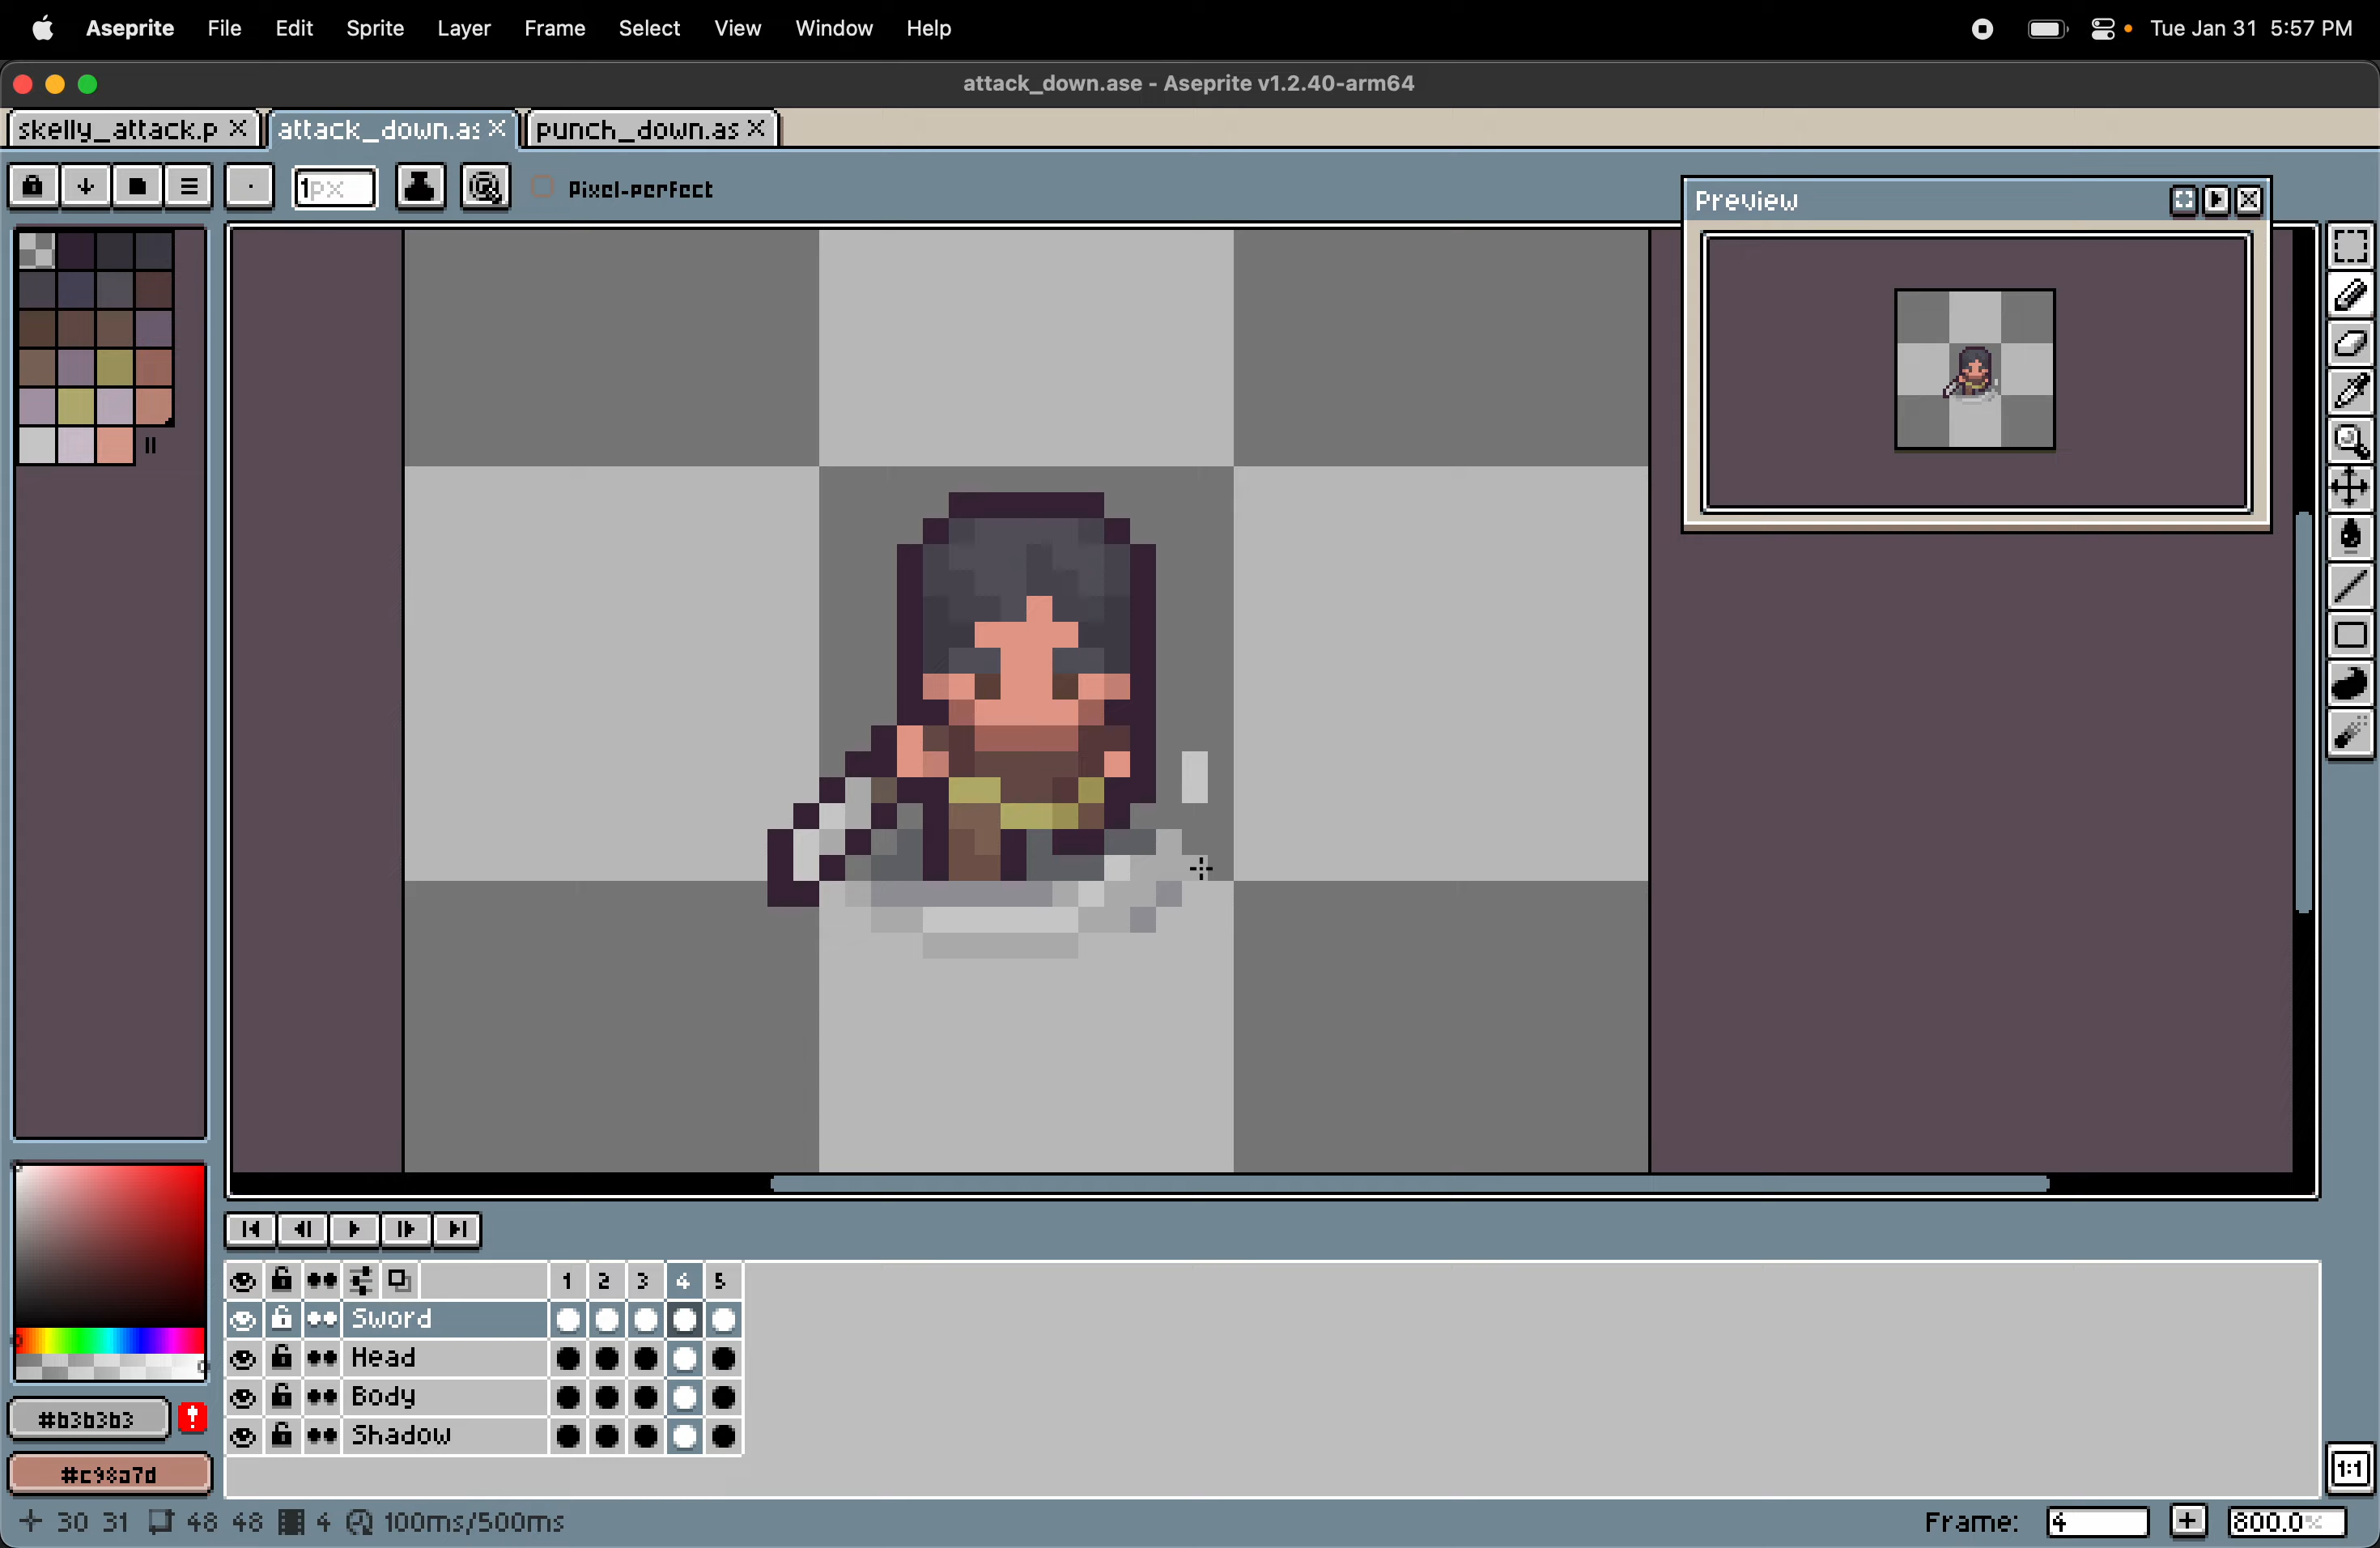 Aseprite File Edit Sprite Layer Frame Select View Window Help Tue Jan 31 5:57 PM
attack_down.ase - Aseprite v1.2.40-arm64
skelly_attack.p attack_down.as punch_down.as
1px Pixel-perfect
Preview
1 2 3 4 5
Sword
Head
Body
Shadow
#b3b3b3 !
#c98a7d
1:1
30 31 48 48 4 100ms/500ms Frame: 4 + 800.0%